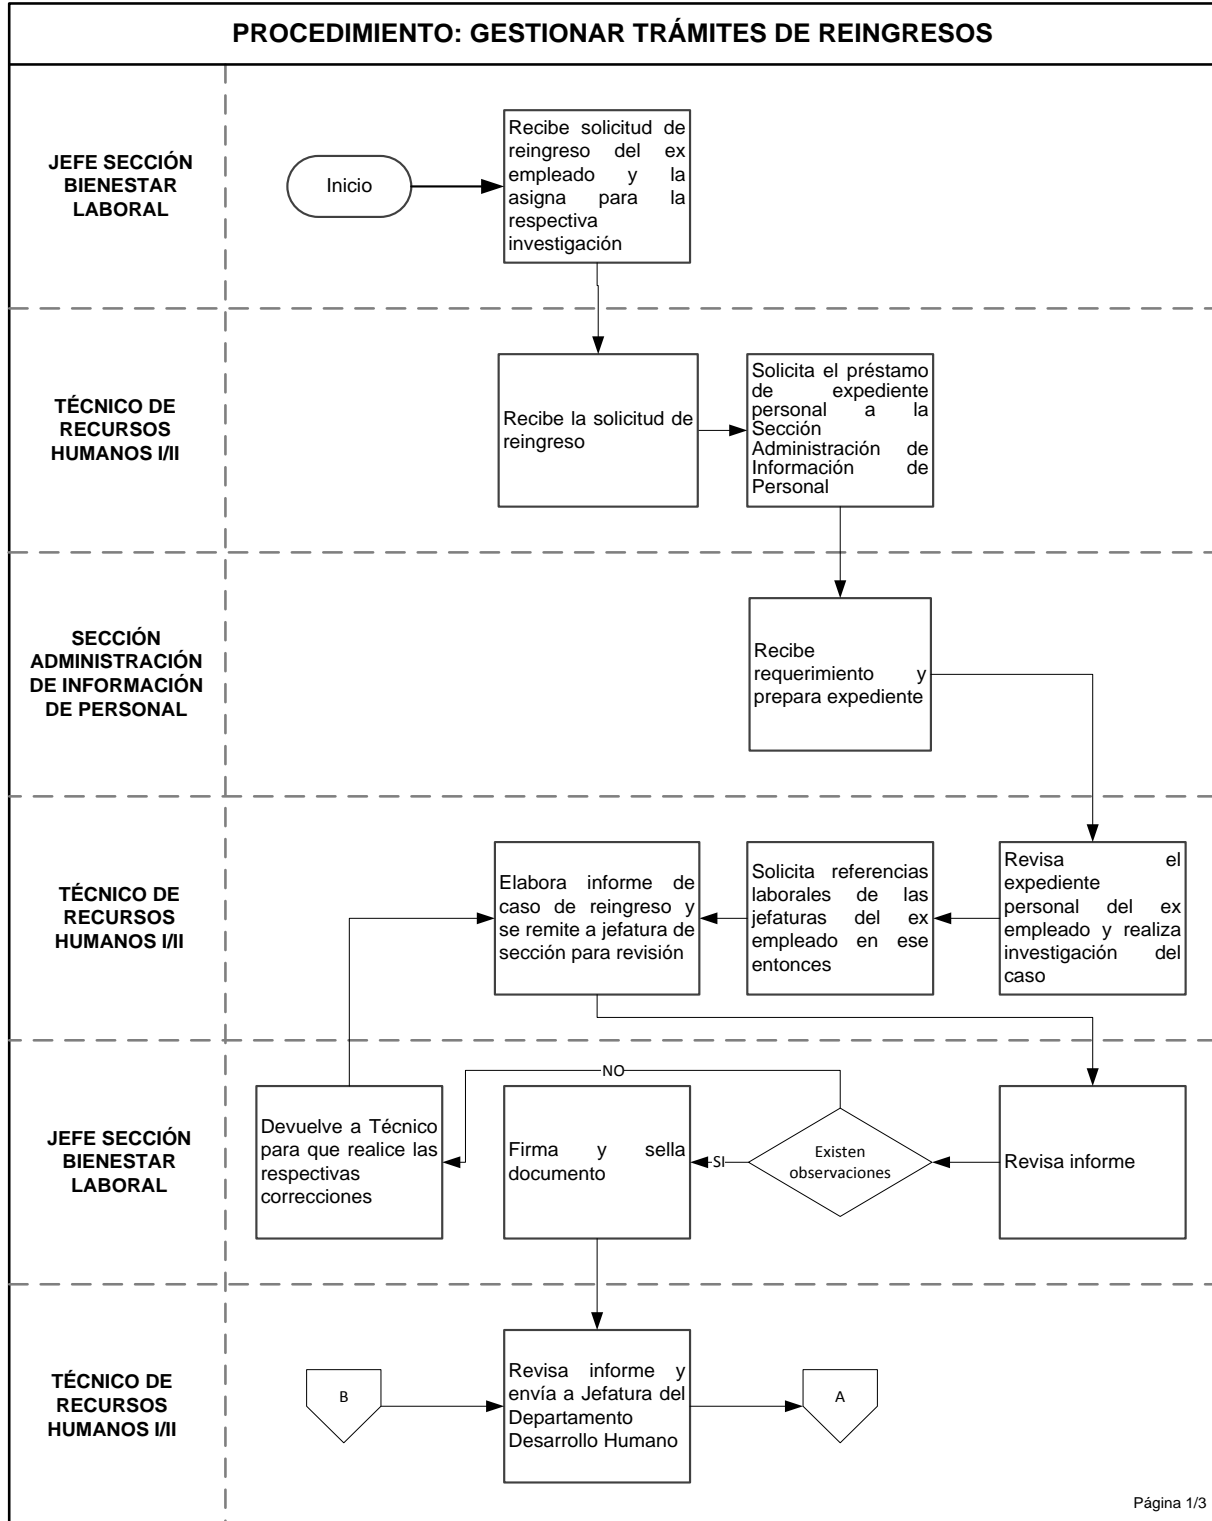 PROCEDIMIENTO: GESTIONAR TRÁMITES DE REINGRESOS
JEFE SECCIÓN
BIENESTAR
LABORAL
Inicio
Recibe solicitud de
reingreso del ex
empleado y la
asigna para la
respectiva
investigación
TÉCNICO DE
RECURSOS
HUMANOS I/II
Recibe la solicitud de
reingreso
Solicita el préstamo
de expediente
personal a la
Sección
Administración de
Información de
Personal
SECCIÓN
ADMINISTRACIÓN
DE INFORMACIÓN
DE PERSONAL
Recibe
requerimiento y
prepara expediente
TÉCNICO DE
RECURSOS
HUMANOS I/II
Elabora informe de
caso de reingreso y
se remite a jefatura de
sección para revisión
Solicita referencias
laborales de las
jefaturas del ex
empleado en ese
entonces
Revisa el
expediente
personal del ex
empleado y realiza
investigación del
caso
JEFE SECCIÓN
BIENESTAR
LABORAL
Devuelve a Técnico
para que realice las
respectivas
correcciones
NO
Firma y sella
documento
SI
Existen
observaciones
Revisa informe
TÉCNICO DE
RECURSOS
HUMANOS I/II
B
Revisa informe y
envía a Jefatura del
Departamento
Desarrollo Humano
A
Página 1/3